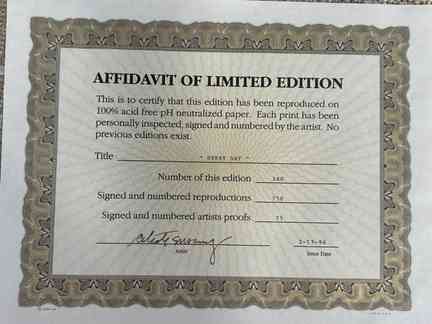 AFFIDAVIT OF LIMITED EDITION
This is to certify that this edition has been reproduced on
100% acid free pH neutralized paper. Each print has been
personally inspected, signed and numbered by the artist. No
previous editions exist.
Title
Number of this edition
Signed and numbered reproductions 750
Signed and numbered artists proofs 75
Artist
Issue Date